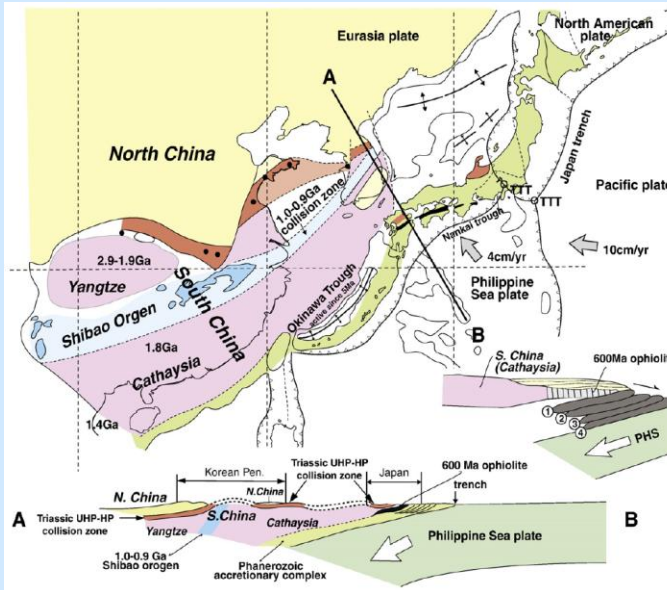 North American
plate
Eurasia plate
A
North China
Japan trench
Pacific plate
1.0-0.9Ga
collision zone
TTT
TTT
Nankai trough
4cm/yr
10cm/yr
2.9-1.9Ga
Yangtze
South China
Shibao Orgen
Okinawa Trough
active since 5Ma
Philippine
Sea plate
B
1.8Ga
Cathaysia
1.4Ga
S. China
(Cathaysia)
600Ma ophiolite
1
2
3
4
PHS
Korean Pen.
Triassic UHP-HP
collision zone
Japan
600 Ma ophiolite
trench
N. China
N.China
A
Triassic UHP-HP
collision zone
Yangtze
S.China
Cathaysia
Philippine Sea plate
B
1.0-0.9 Ga
Shibao orogen
Phanerozoic
accretionary complex